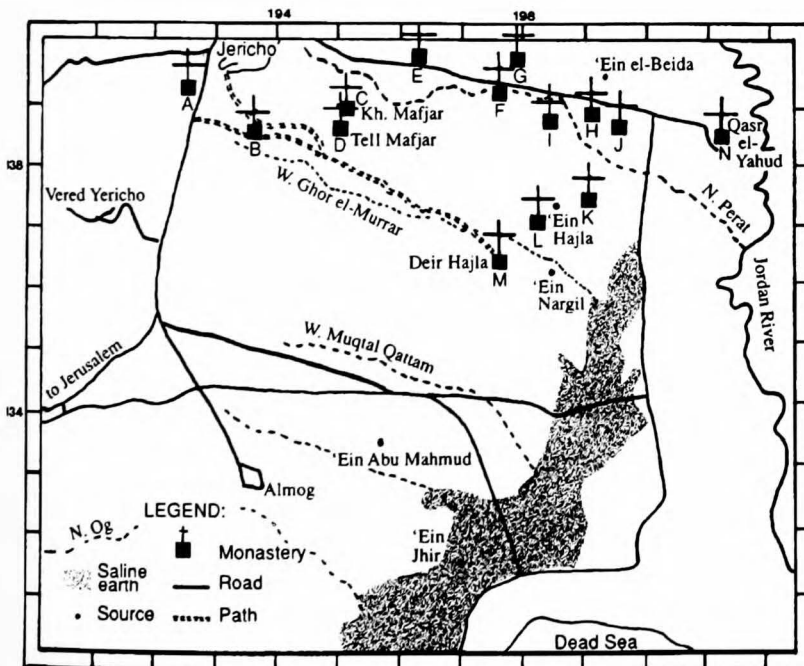 194
196
Jericho
'Ein el-Beida
A
B
C
Kh. Mafjar
D
Tell Mafjar
E
F
G
H
I
J
N
Qasr
el-
Yahud
138
Vered Yericho
W. Ghor el-Murrar
K
L
'Ein
Hajla
N. Perat
Deir Hajla
M
'Ein
Nargil
Jordan River
W. Muqtal Qattam
to Jerusalem
134
'Ein Abu Mahmud
Almog
N. Og
LEGEND:
Monastery
Saline
earth
Road
Source
Path
'Ein
Jhir
Dead Sea